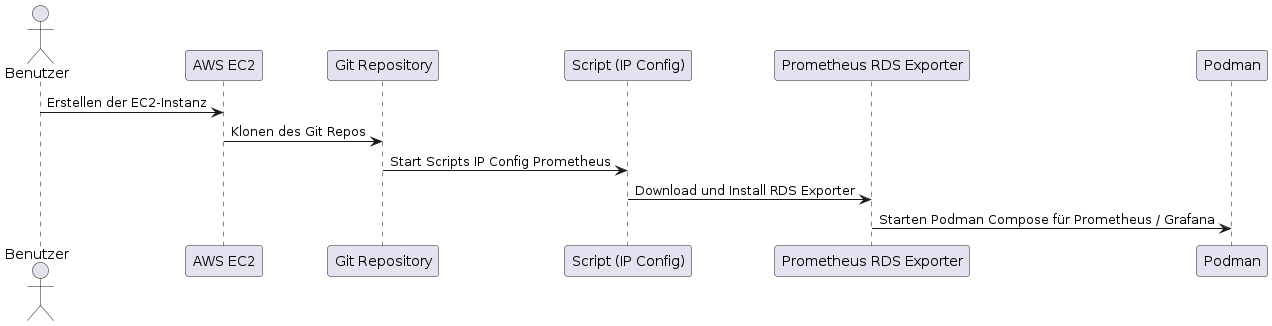 Benutzer
AWS EC2
Git Repository
Script (IP Config)
Prometheus RDS Exporter
Podman
Erstellen der EC2-Instanz
Klonen des Git Repos
Start Scripts IP Config Prometheus
Download und Install RDS Exporter
Starten Podman Compose für Prometheus / Grafana
Benutzer
AWS EC2
Git Repository
Script (IP Config)
Prometheus RDS Exporter
Podman